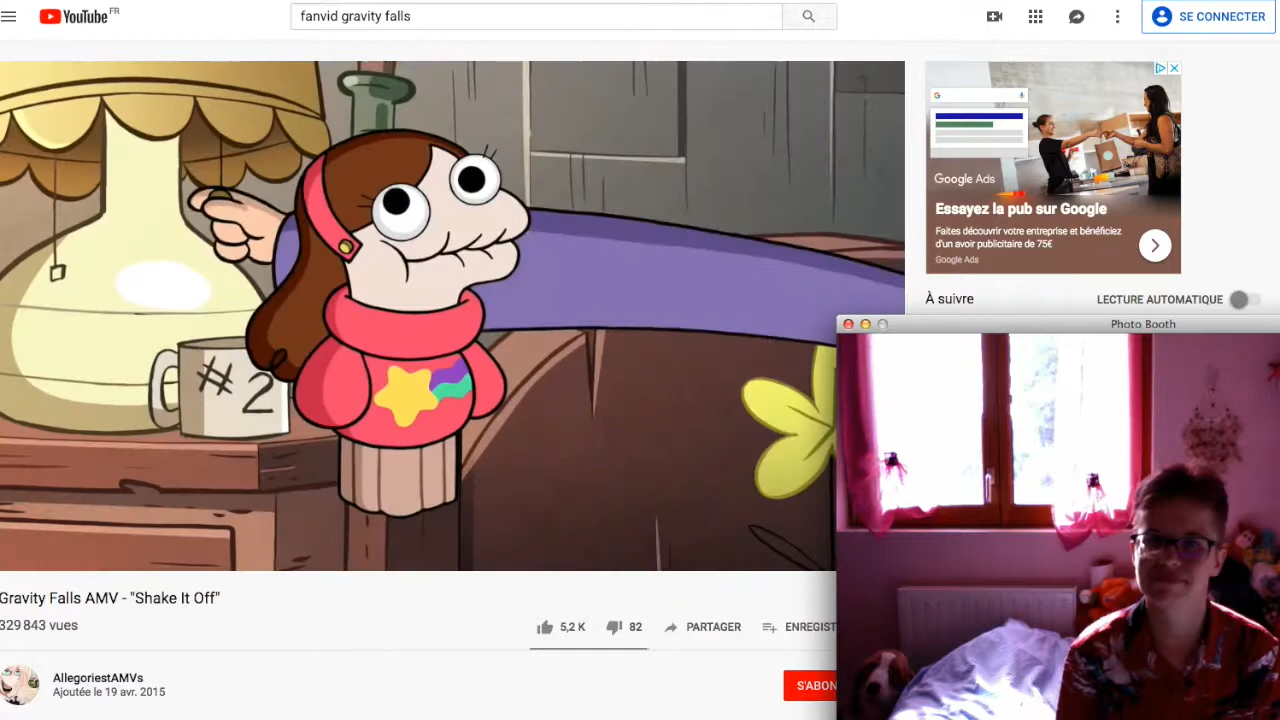 YouTube FR
fanvid gravity falls
SE CONNECTER
#2
Google Ads
Essayez la pub sur Google
Faites découvrir votre entreprise et bénéficiez
d'un avoir publicitaire de 75€
Google Ads
À suivre
LECTURE AUTOMATIQUE
Photo Booth
Gravity Falls AMV - "Shake It Off"
329 843 vues
5,2 K
82
PARTAGER
ENREGIST
AllegoriestAMVs
Ajoutée le 19 avr. 2015
S'ABON